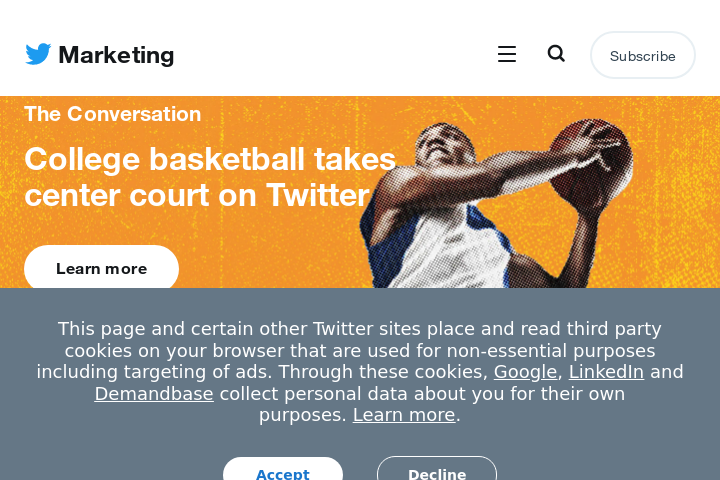 Marketing
Subscribe
The Conversation
College basketball takes
center court on Twitter
Learn more
This page and certain other Twitter sites place and read third party
cookies on your browser that are used for non-essential purposes
including targeting of ads. Through these cookies, Google, LinkedIn and
Demandbase collect personal data about you for their own
purposes. Learn more.
Accept
Decline